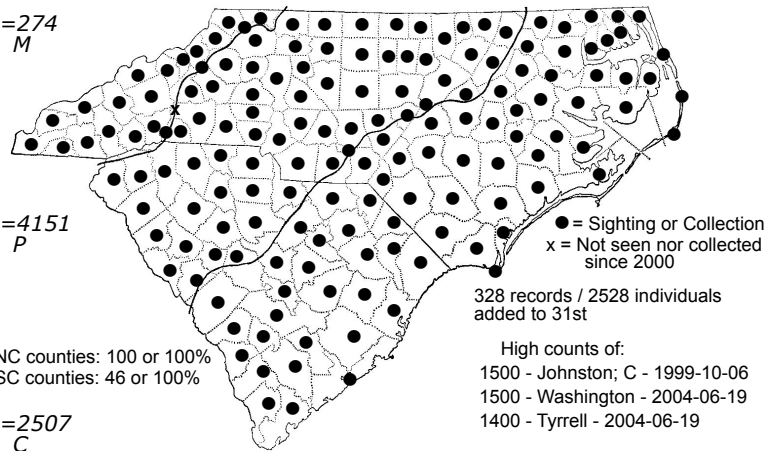 =274
M
=4151
P
● = Sighting or Collection
x = Not seen nor collected
since 2000
328 records / 2528 individuals
added to 31st
NC counties: 100 or 100%
SC counties: 46 or 100%
High counts of:
1500 - Johnston; C - 1999-10-06
1500 - Washington - 2004-06-19
1400 - Tyrrell - 2004-06-19
=2507
C